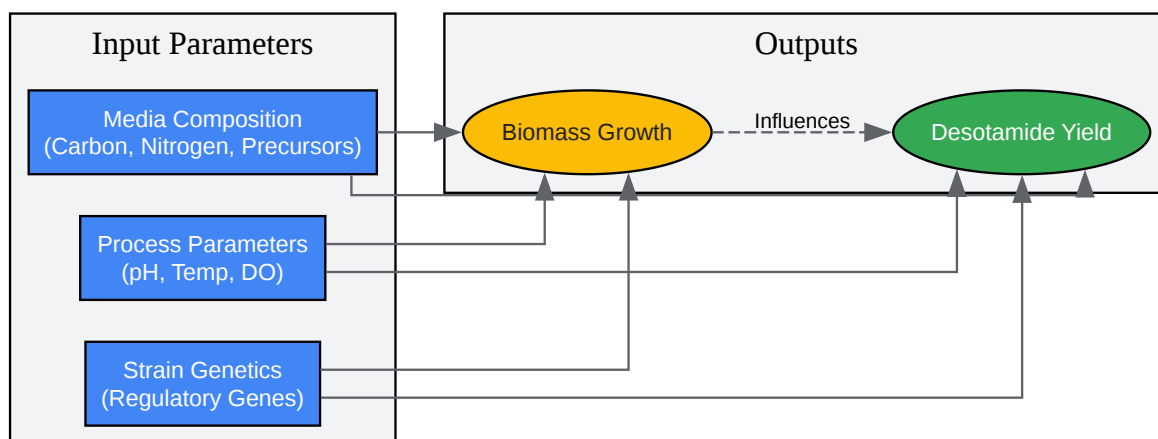 Input Parameters
Outputs
Media Composition
(Carbon, Nitrogen, Precursors)
Biomass Growth
Influences
Desotamide Yield
Process Parameters
(pH, Temp, DO)
Strain Genetics
(Regulatory Genes)